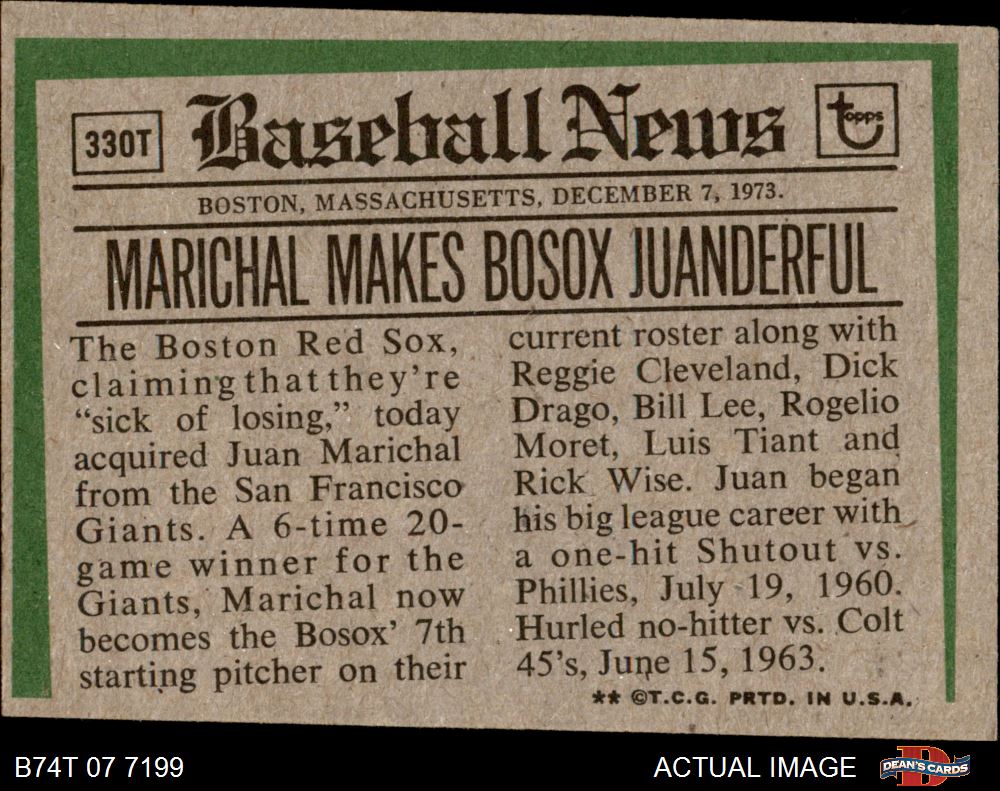 330T
Baseball News
topps
BOSTON, MASSACHUSETTS, DECEMBER 7, 1973.
MARICHAL MAKES BOSOX JUANDERFUL
The Boston Red Sox,
claiming that they're
"sick of losing," today
acquired Juan Marichal
from the San Francisco
Giants. A 6-time 20-
game winner for the
Giants, Marichal now
becomes the Bosox' 7th
starting pitcher on their
current roster along with
Reggie Cleveland, Dick
Drago, Bill Lee, Rogelio
Moret, Luis Tiant and
Rick Wise. Juan began
his big league career with
a one-hit Shutout vs.
Phillies, July 19, 1960.
Hurled no-hitter vs. Colt
45's, June 15, 1963.
** ©T.C.G. PRTD. IN U.S.A.
B74T 07 7199
ACTUAL IMAGE
DEAN'S CARDS